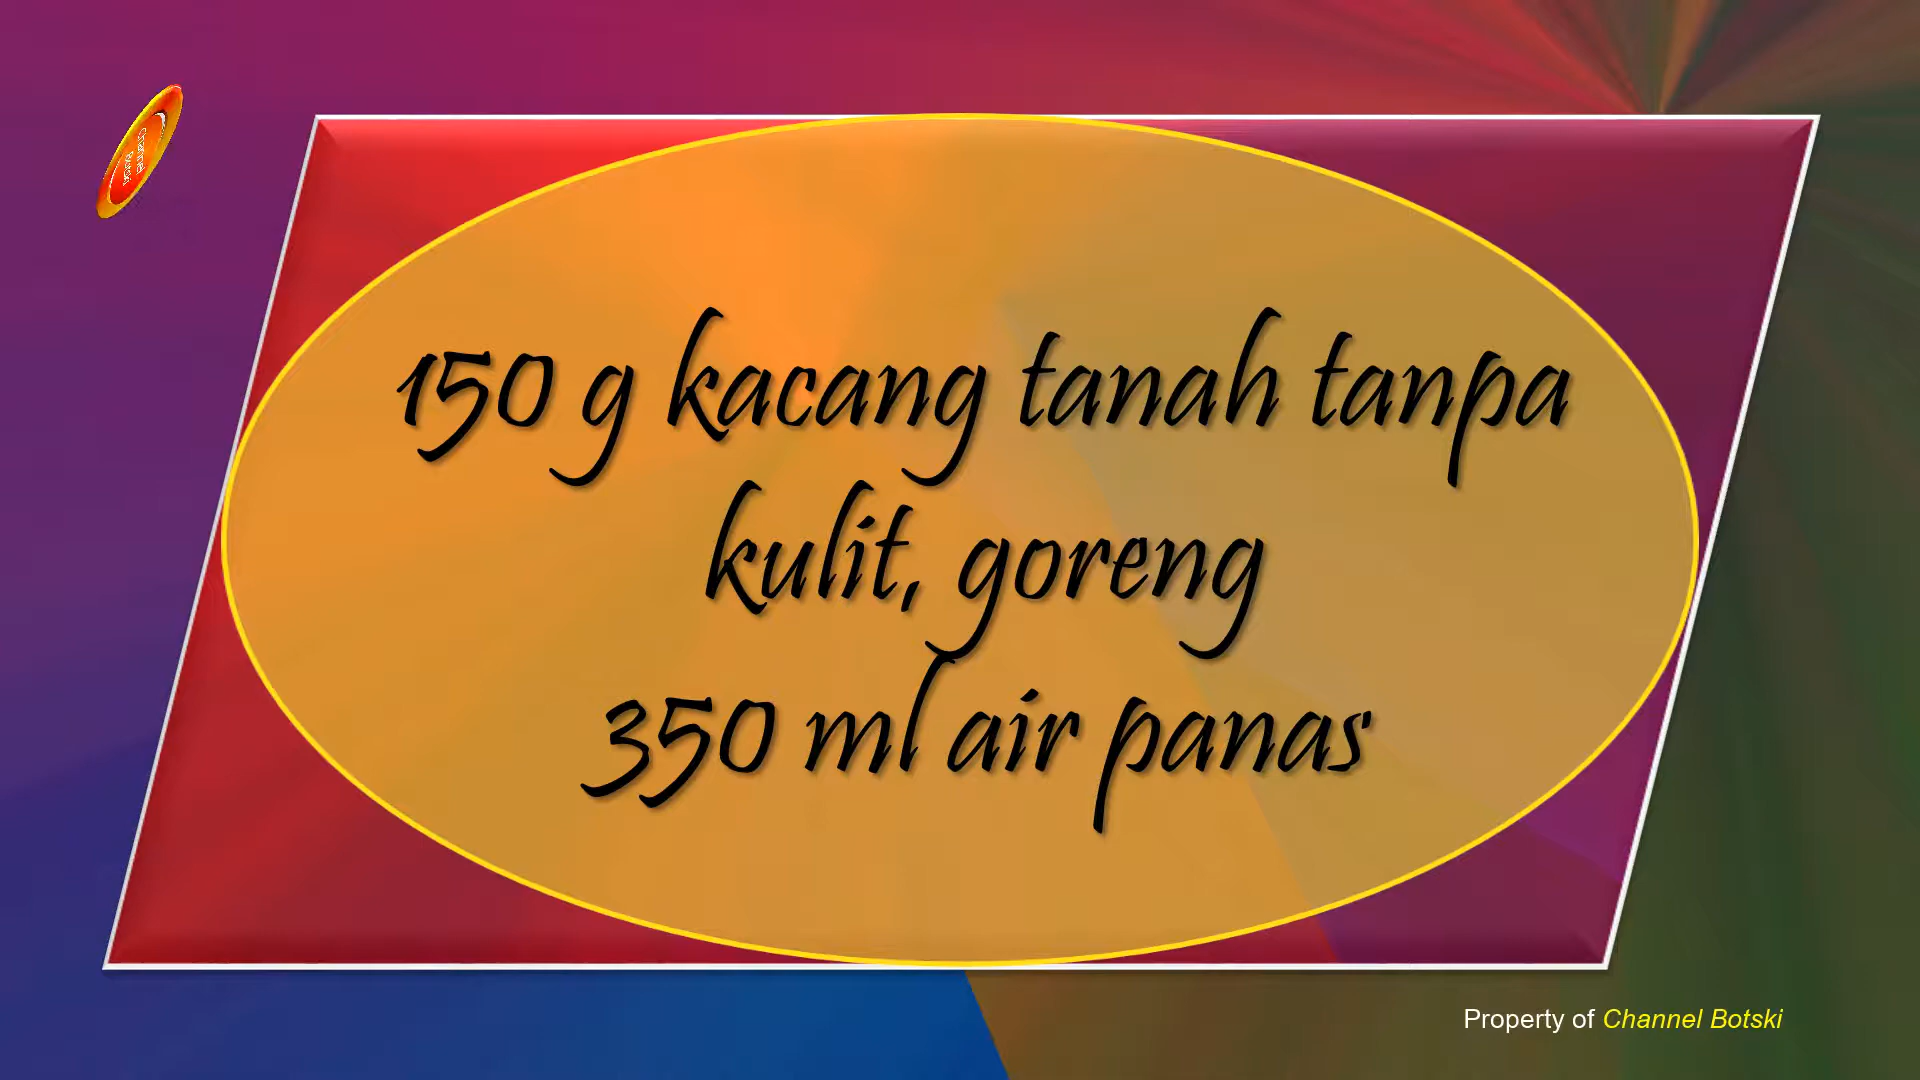 150 g kacang tanah tanpa
kulit, goreng
350 ml air panas
Property of Channel Botski